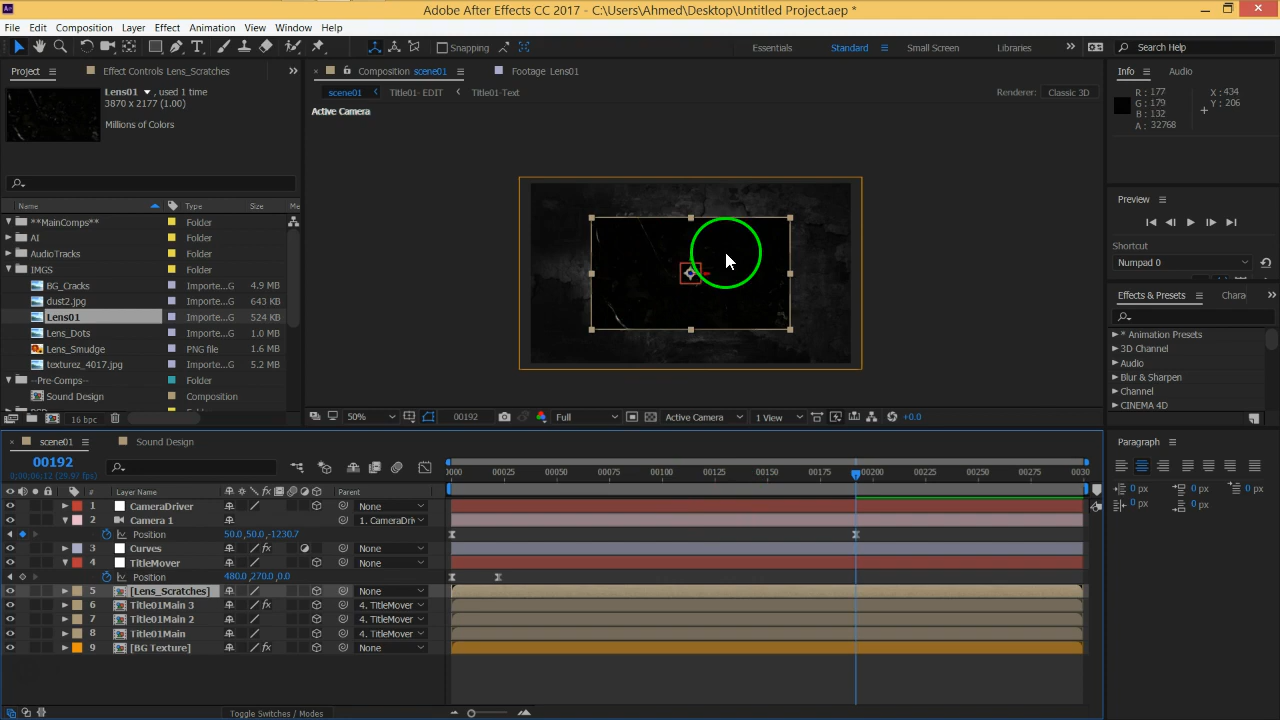 Adobe After Effects CC 2017 - C:\Users\Ahmed\Desktop\Untitled Project.aep *
File Edit Composition Layer Effect Animation View Window Help
Snapping
Essentials Standard Small Screen Libraries Search Help
Project Effect Controls Lens_Scratches
Composition scene01 Footage Lens01
Info Audio
scene01 Title01- EDIT Title01-Text
Renderer: Classic 3D
Active Camera
Lens01 , used 1 time
3870 x 2177 (1.00)
Millions of Colors
R : 177
G : 179
B : 132
A : 32768
X : 434
Y : 206
Name Type Size Me
**MainComps** Folder
AI Folder
AudioTracks Folder
IMGS Folder
BG_Cracks Importe...G 4.9 MB
dust2.jpg Importe...G 643 KB
Lens01 Importe...G 524 KB
Lens_Dots Importe...G 1.0 MB
Lens_Smudge PNG file 1.6 MB
texturez_4017.jpg Importe...G 5.2 MB
--Pre-Comps-- Folder
Sound Design Composition
16 bpc
Preview
Shortcut
Numpad 0
Effects & Presets Chara
* Animation Presets
3D Channel
Audio
Blur & Sharpen
Channel
CINEMA 4D
50% 00192 Full Active Camera 1 View +0.0
scene01 Sound Design
00192
0;00;06;12 (29.97 fps)
0000 00025 00050 00075 00100 00125 00150 00175 00200 00225 00250 00275 0030
# Layer Name Parent
1 CameraDriver None
2 Camera 1 1. CameraDri
Position 50.0,50.0,-1230.7
3 Curves fx None
4 TitleMover None
Position 480.0,270.0,0.0
5 [Lens_Scratches] None
6 Title01Main 3 fx 4. TitleMover
7 Title01Main 2 4. TitleMover
8 Title01Main 4. TitleMover
9 [BG Texture] fx None
Toggle Switches / Modes
Paragraph
0 px 0 px 0 px
0 px 0 px